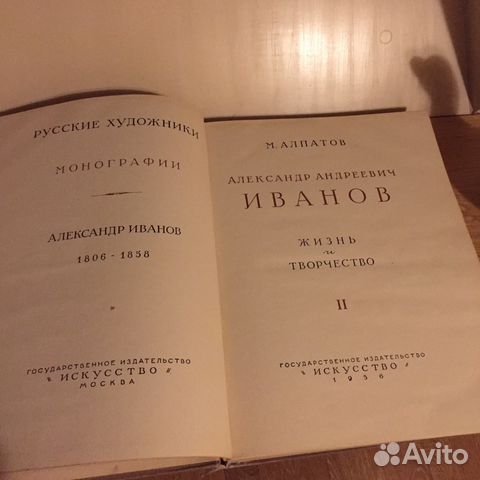 РУССКИЕ ХУДОЖНИКИ
МОНОГРАФИИ
АЛЕКСАНДР ИВАНОВ
1806 - 1858
ГОСУДАРСТВЕННОЕ ИЗДАТЕЛЬСТВО
"ИСКУССТВО"
МОСКВА
М. АЛПАТОВ
АЛЕКСАНДР АНДРЕЕВИЧ
ИВАНОВ
ЖИЗНЬ
и
ТВОРЧЕСТВО
II
ГОСУДАРСТВЕННОЕ ИЗДАТЕЛЬСТВО
"ИСКУССТВО"
1956
Avito